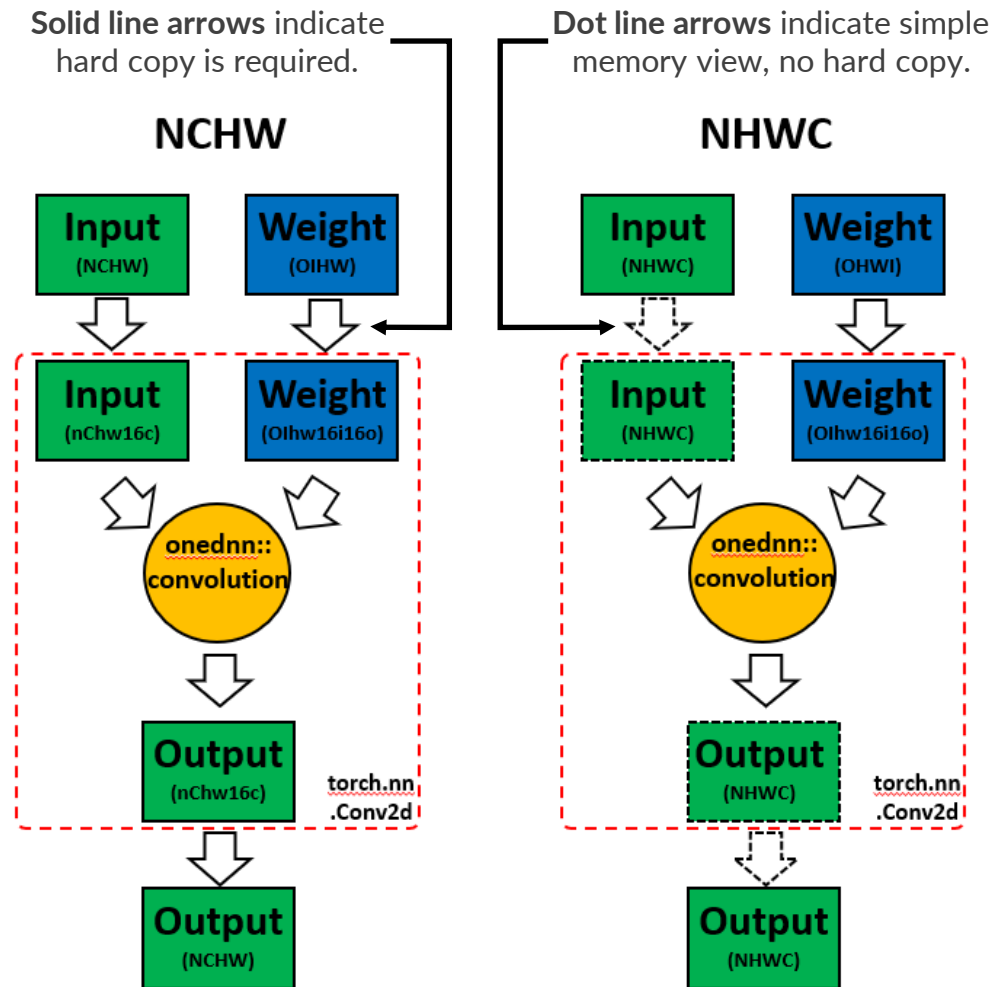 Solid line arrows indicate
hard copy is required.
Dot line arrows indicate simple
memory view, no hard copy.
NCHW
Input
(NCHW)
Weight
(OIHW)
Input
(nChw16c)
Weight
(OIhw16i16o)
onednn::
convolution
Output
(nChw16c)
torch.nn
.Conv2d
Output
(NCHW)
NHWC
Input
(NHWC)
Weight
(OHWI)
Input
(NHWC)
Weight
(OIhw16i16o)
onednn::
convolution
Output
(NHWC)
torch.nn
.Conv2d
Output
(NHWC)